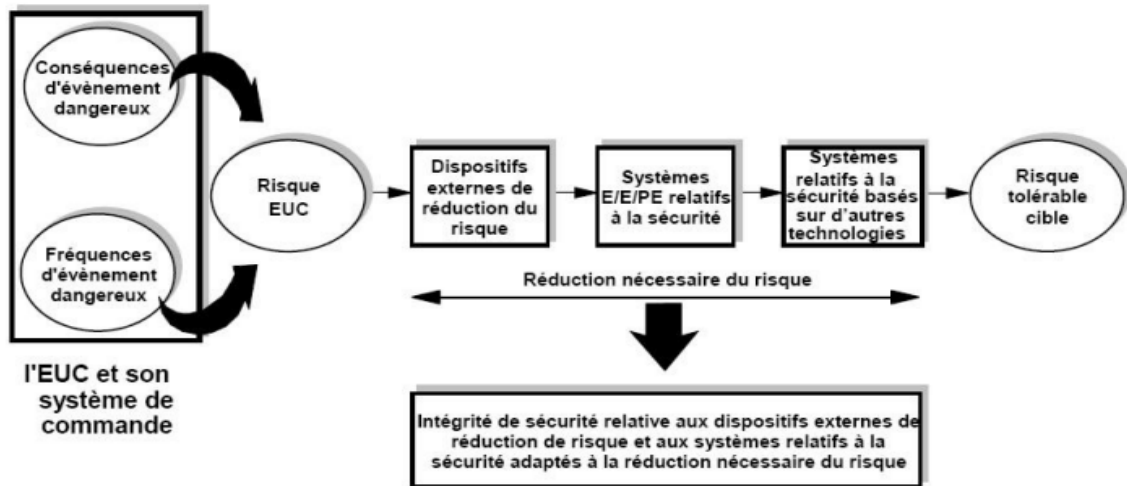 Conséquences
d'évènement
dangereux
Fréquences
d'évènement
dangereux
l'EUC et son
système de
commande
Risque
EUC
Dispositifs
externes de
réduction du
risque
Systèmes
E/E/PE relatifs
à la sécurité
Systèmes
relatifs à la
sécurité basés
sur d'autres
technologies
Risque
tolérable
cible
Réduction nécessaire du risque
Intégrité de sécurité relative aux dispositifs externes de
réduction de risque et aux systèmes relatifs à la
sécurité adaptés à la réduction nécessaire du risque